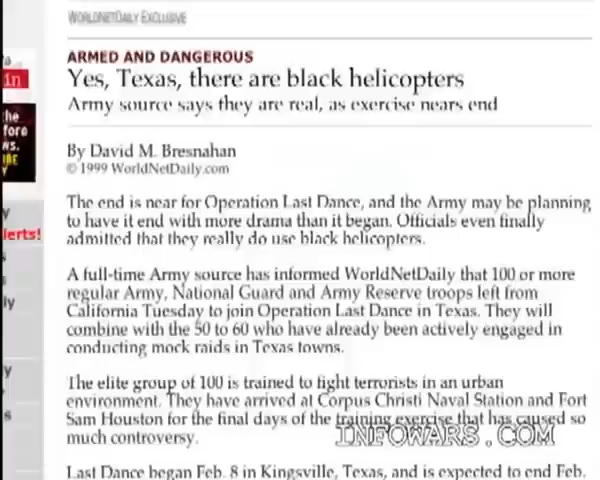 WORLDNETDAILY EXCLUSIVE
ARMED AND DANGEROUS
Yes, Texas, there are black helicopters
Army source says they are real, as exercise nears end
By David M. Bresnahan
© 1999 WorldNetDaily.com
The end is near for Operation Last Dance, and the Army may be planning
to have it end with more drama than it began. Officials even finally
admitted that they really do use black helicopters.
A full-time Army source has informed WorldNetDaily that 100 or more
regular Army, National Guard and Army Reserve troops left from
California Tuesday to join Operation Last Dance in Texas. They will
combine with the 50 to 60 who have already been actively engaged in
conducting mock raids in Texas towns.
The elite group of 100 is trained to fight terrorists in an urban
environment. They have arrived at Corpus Christi Naval Station and Fort
Sam Houston for the final days of the training exercise that has caused so
much controversy.
INFOWARS.COM
Last Dance began Feb. 8 in Kingsville, Texas, and is expected to end Feb.
in
he
fore
ws.
y
lerts!
s
ly
y
s